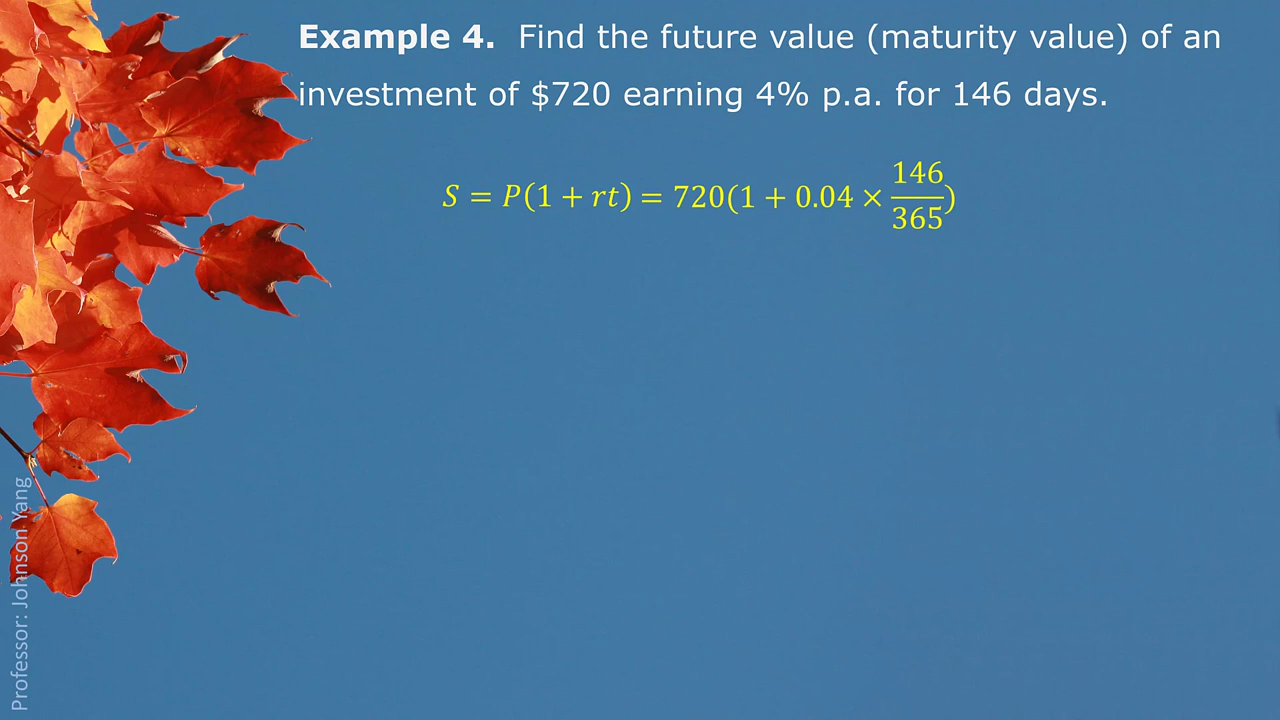 Example 4. Find the future value (maturity value) of an
investment of $720 earning 4% p.a. for 146 days.
S = P(1 + rt) = 720(1 + 0.04 × 146/365)
Professor: Johnson Yang